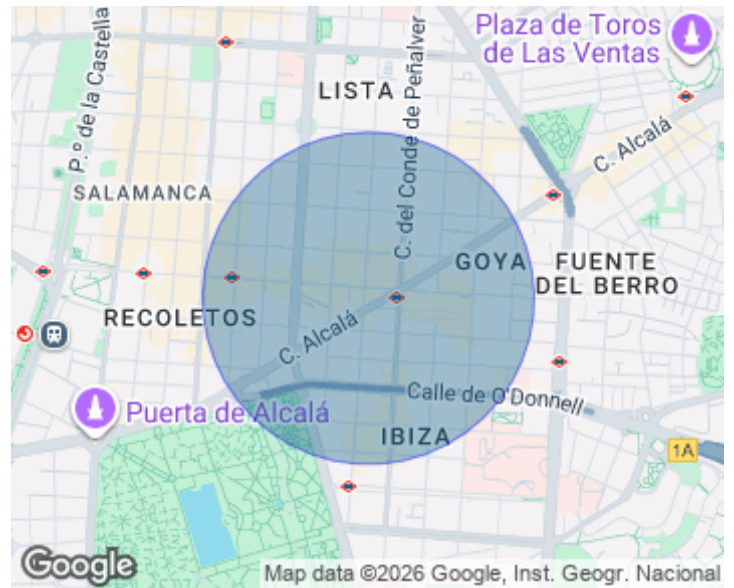 Plaza de Toros
de Las Ventas
P.º de la Castella
LISTA
C. del Conde de Peñalver
C. Alcalá
SALAMANCA
GOYA
FUENTE
DEL BERRO
RECOLETOS
C. Alcalá
Puerta de Alcalá
Calle de O'Donnell
IBIZA
1A
Google
Map data ©2026 Google, Inst. Geogr. Nacional